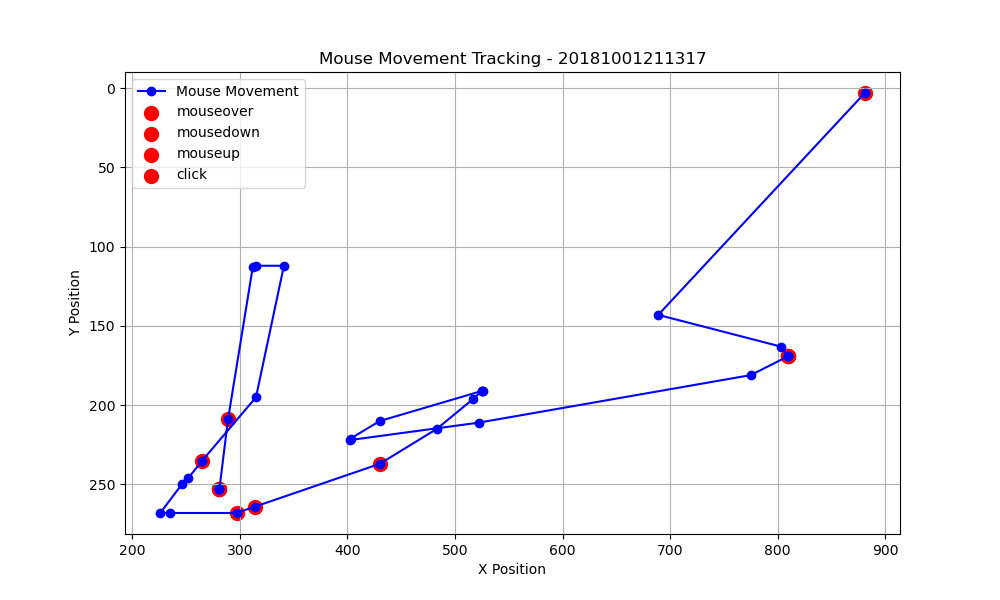 Mouse Movement Tracking - 20181001211317
Mouse Movement
mouseover
mousedown
mouseup
click
0
50
100
150
200
250
Y Position
200 300 400 500 600 700 800 900
X Position